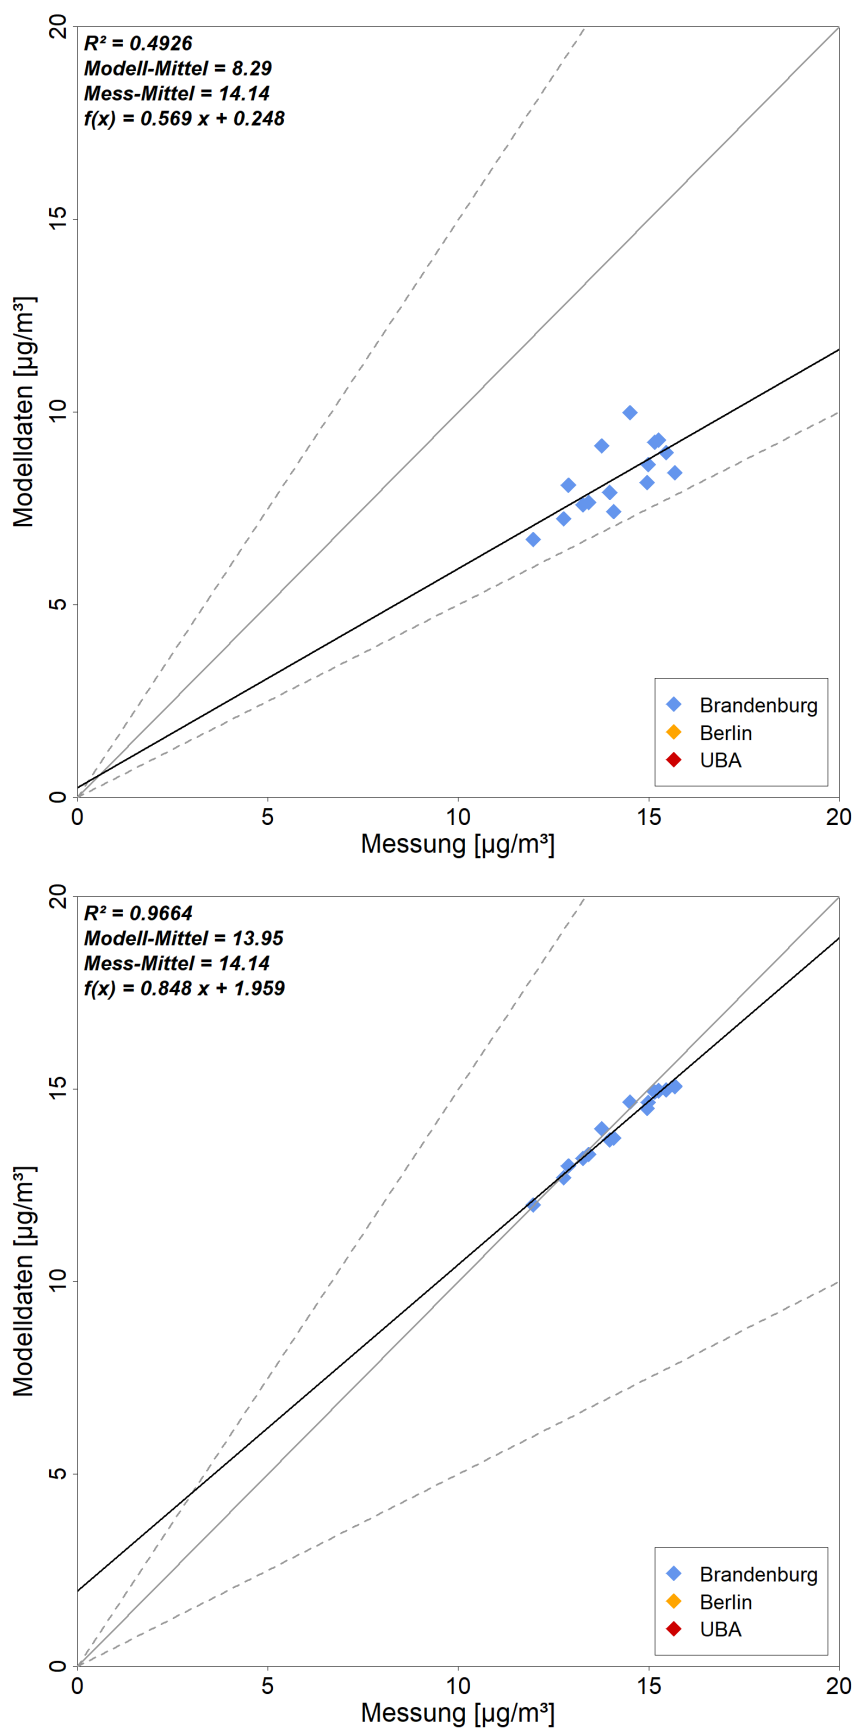 R² = 0.4926
Modell-Mittel = 8.29
Mess-Mittel = 14.14
f(x) = 0.569 x + 0.248
20
15
10
5
0
Modelldaten [µg/m³]
Brandenburg
Berlin
UBA
0 5 10 15 20
Messung [µg/m³]
R² = 0.9664
Modell-Mittel = 13.95
Mess-Mittel = 14.14
f(x) = 0.848 x + 1.959
20
15
10
5
0
Modelldaten [µg/m³]
Brandenburg
Berlin
UBA
0 5 10 15 20
Messung [µg/m³]